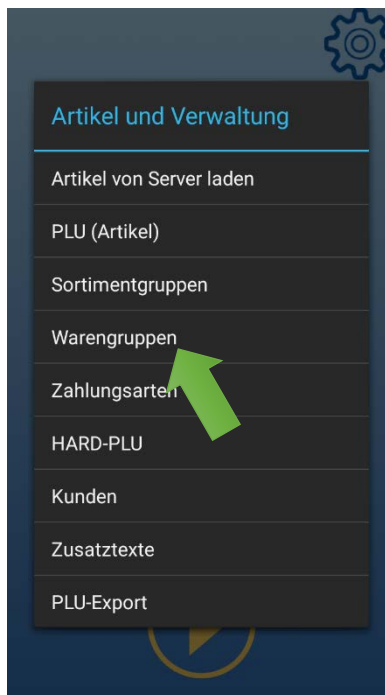 Artikel und Verwaltung
Artikel von Server laden
PLU (Artikel)
Sortimentgruppen
Warengruppen
Zahlungsarten
HARD-PLU
Kunden
Zusatztexte
PLU-Export